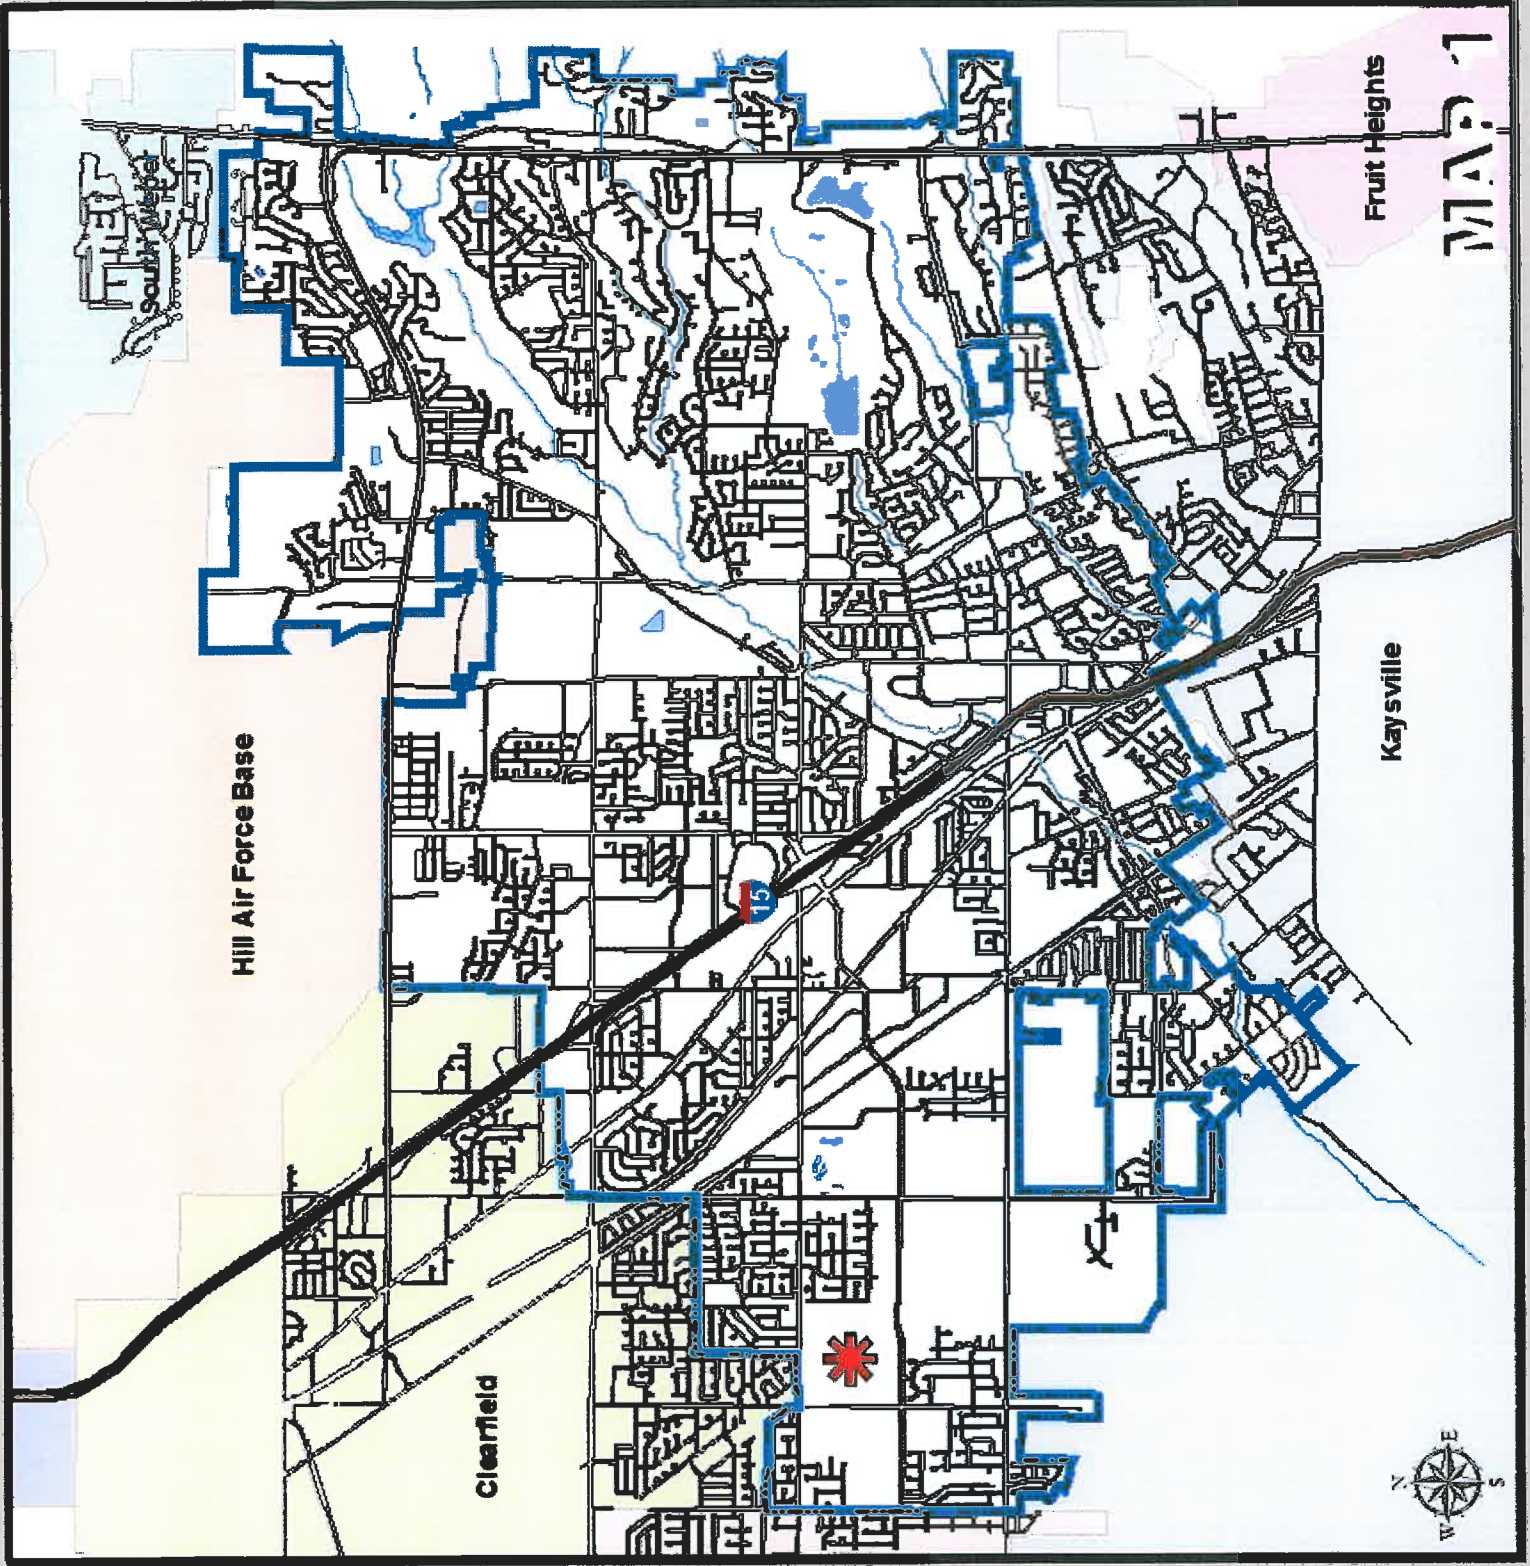 South Weber
Hill Air Force Base
15
Clearfield
Kaysville
Fruit Heights
MAP 1
N
W E
S